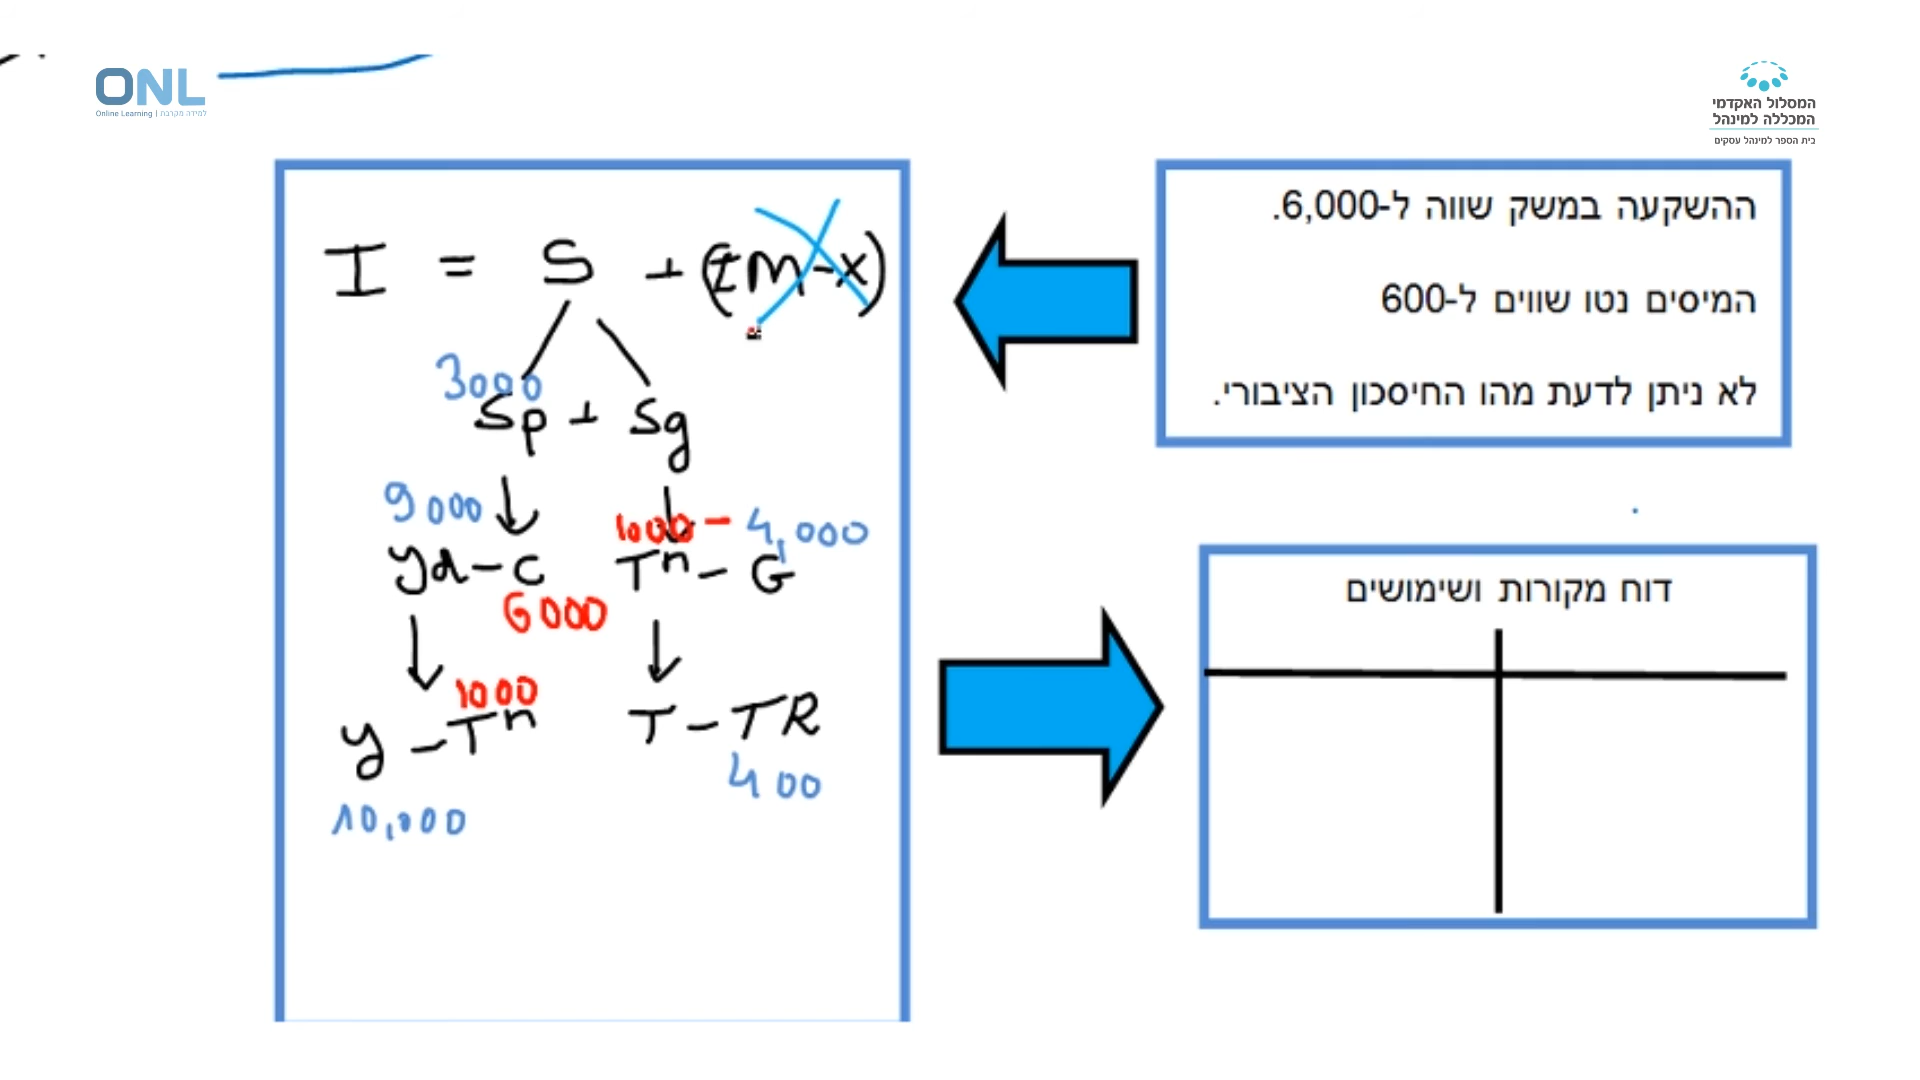 ONL
Online Learning | למידה מקרבת
המסלול האקדמי
המכללה למינהל
בית הספר למינהל עסקים
ההשקעה במשק שווה ל-6,000.
המיסים נטו שווים ל-600
לא ניתן לדעת מהו החיסכון הציבורי.
I = S + (IM-X)
3000
Sp + Sg
9000 1000 - 4,000
Yd - C Tⁿ - G
6000
1000
y - Tⁿ T - TR
400
10,000
דוח מקורות ושימושים